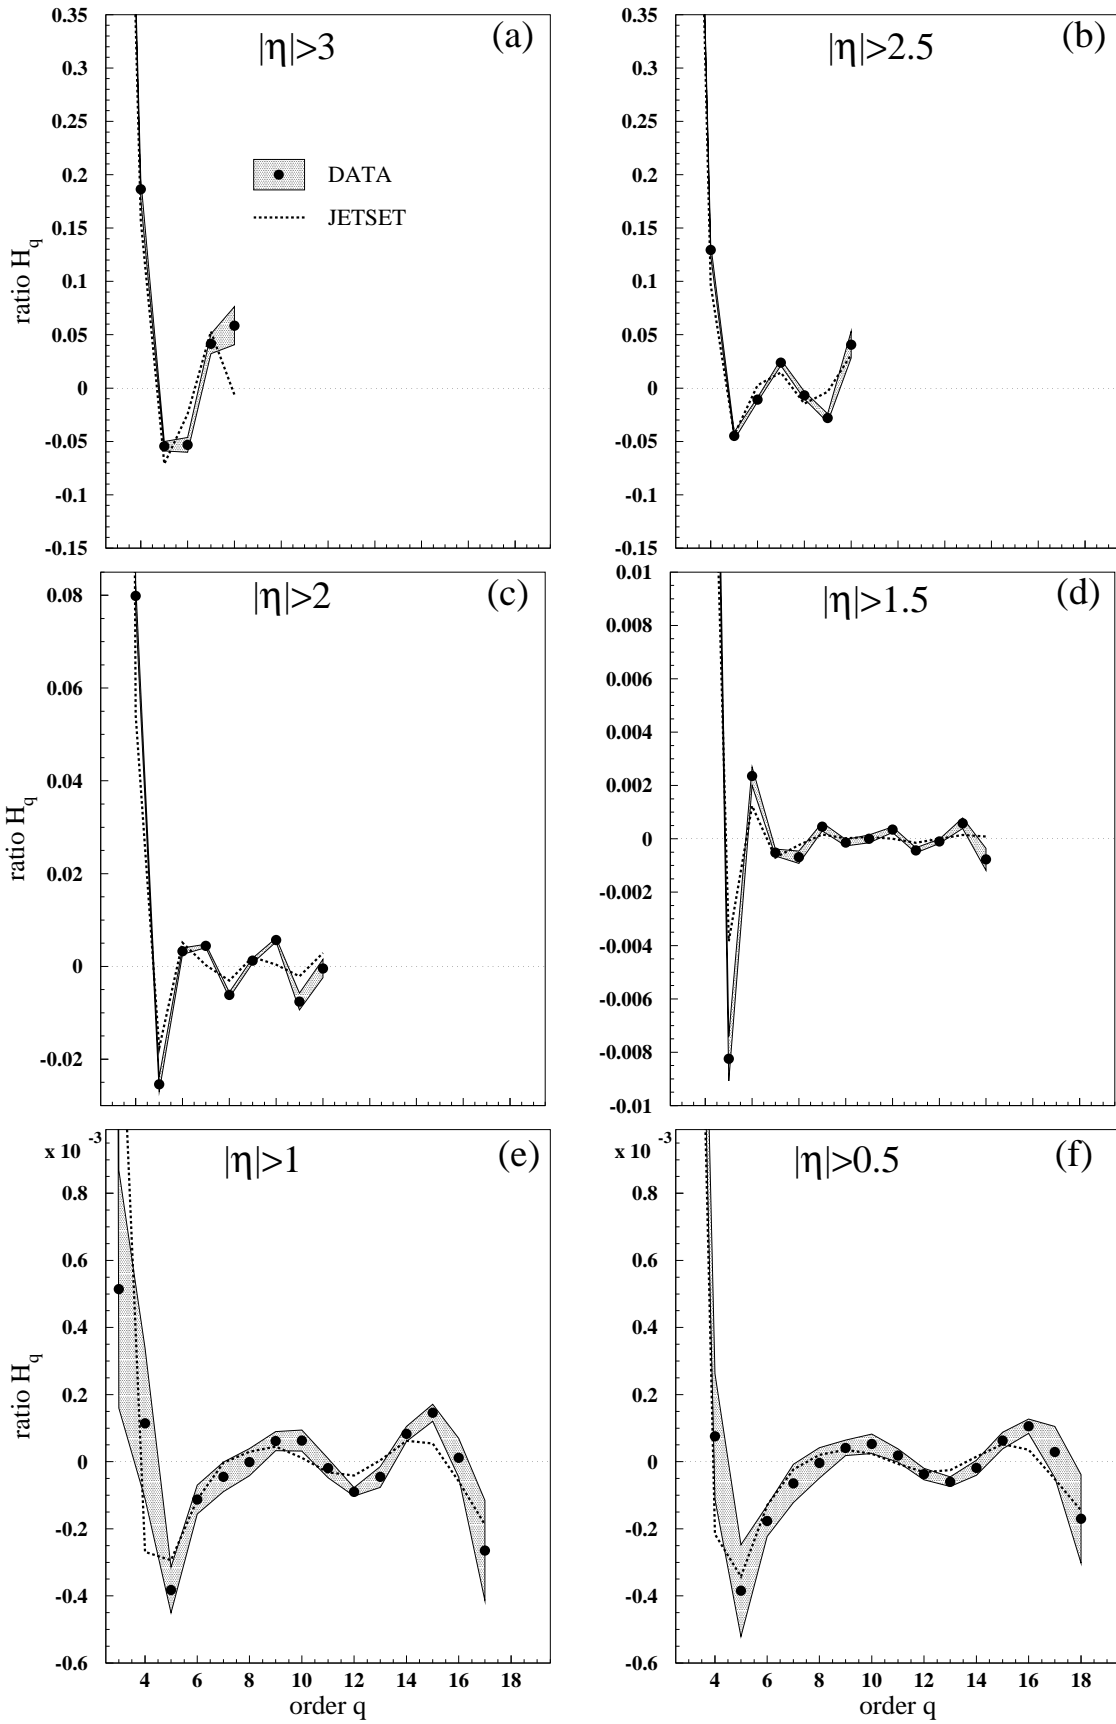 (a)
|η|>3
0.35
0.3
0.25
0.2
0.15
0.1
0.05
0
-0.05
-0.1
-0.15
DATA
JETSET
ratio H_q
(b)
|η|>2.5
0.35
0.3
0.25
0.2
0.15
0.1
0.05
0
-0.05
-0.1
-0.15
(c)
|η|>2
0.08
0.06
0.04
0.02
0
-0.02
ratio H_q
(d)
|η|>1.5
0.01
0.008
0.006
0.004
0.002
0
-0.002
-0.004
-0.006
-0.008
-0.01
x 10 -3
(e)
|η|>1
0.8
0.6
0.4
0.2
0
-0.2
-0.4
-0.6
ratio H_q
4 6 8 10 12 14 16 18
order q
x 10 -3
(f)
|η|>0.5
0.8
0.6
0.4
0.2
0
-0.2
-0.4
-0.6
4 6 8 10 12 14 16 18
order q